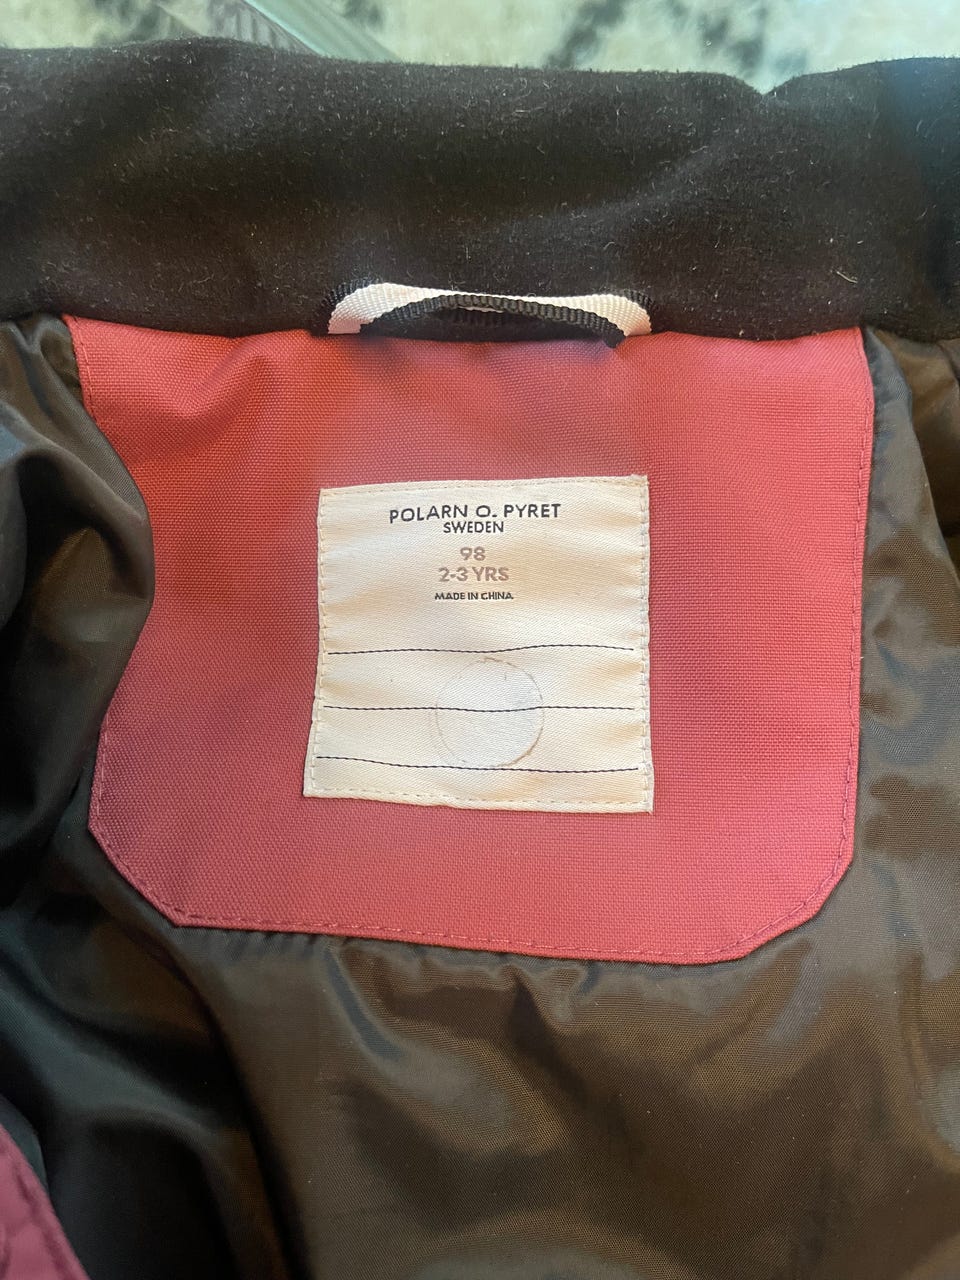 POLARN O. PYRET
SWEDEN
98
2-3 YRS
MADE IN CHINA